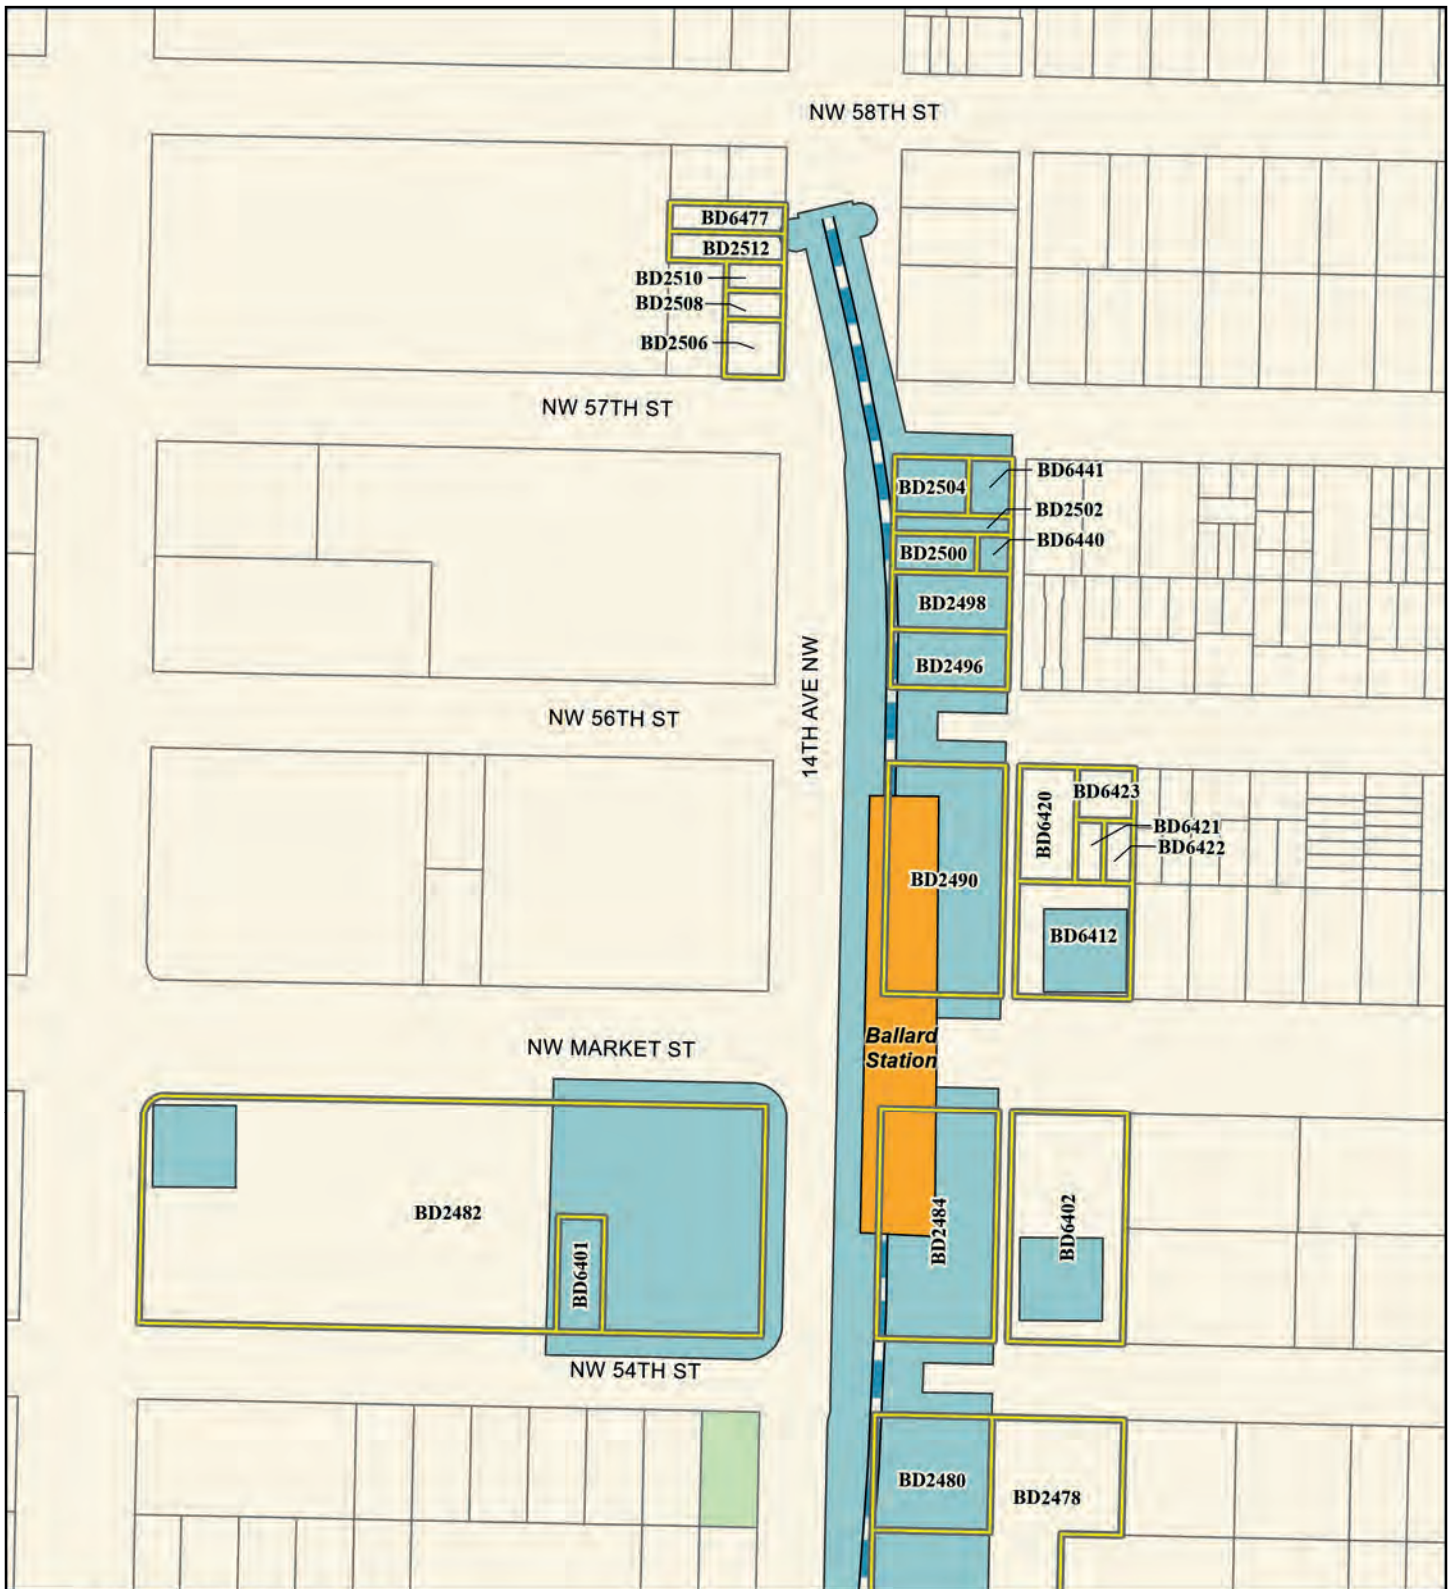 NW 58TH ST
BD6477
BD2512
BD2510
BD2508
BD2506
NW 57TH ST
BD2504
BD6441
BD2502
BD2500
BD6440
BD2498
BD2496
14TH AVE NW
NW 56TH ST
BD6420
BD6423
BD6421
BD6422
BD2490
BD6412
Ballard
Station
NW MARKET ST
BD2482
BD6401
BD2484
BD6402
NW 54TH ST
BD2480
BD2478